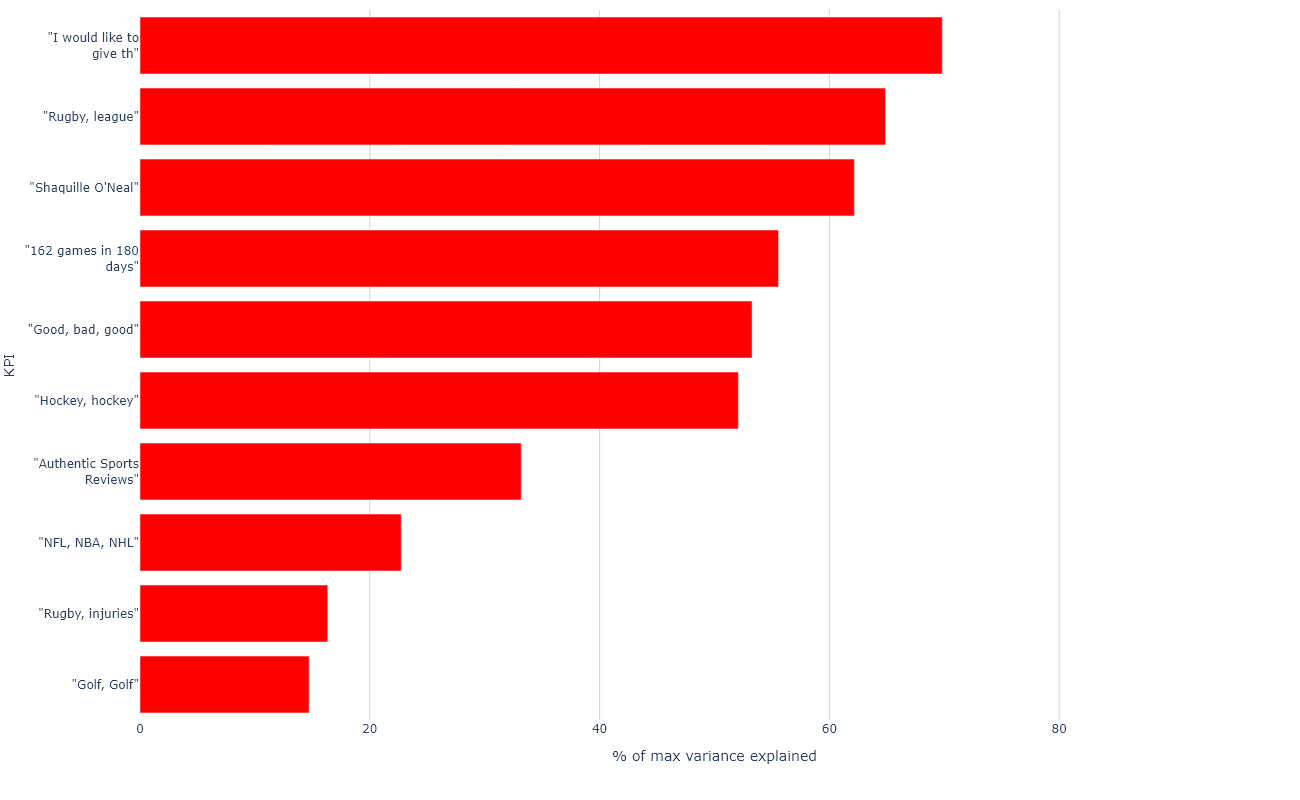 "I would like to
give th"
"Rugby, league"
"Shaquille O'Neal"
"162 games in 180
days"
"Good, bad, good"
"Hockey, hockey"
"Authentic Sports
Reviews"
"NFL, NBA, NHL"
"Rugby, injuries"
"Golf, Golf"
KPI
0 20 40 60 80
% of max variance explained